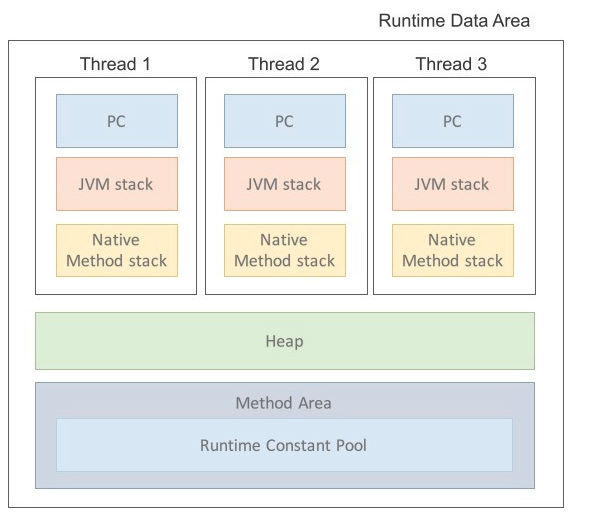 Runtime Data Area
Thread 1
Thread 2
Thread 3
PC
PC
PC
JVM stack
JVM stack
JVM stack
Native
Method stack
Native
Method stack
Native
Method stack
Heap
Method Area
Runtime Constant Pool